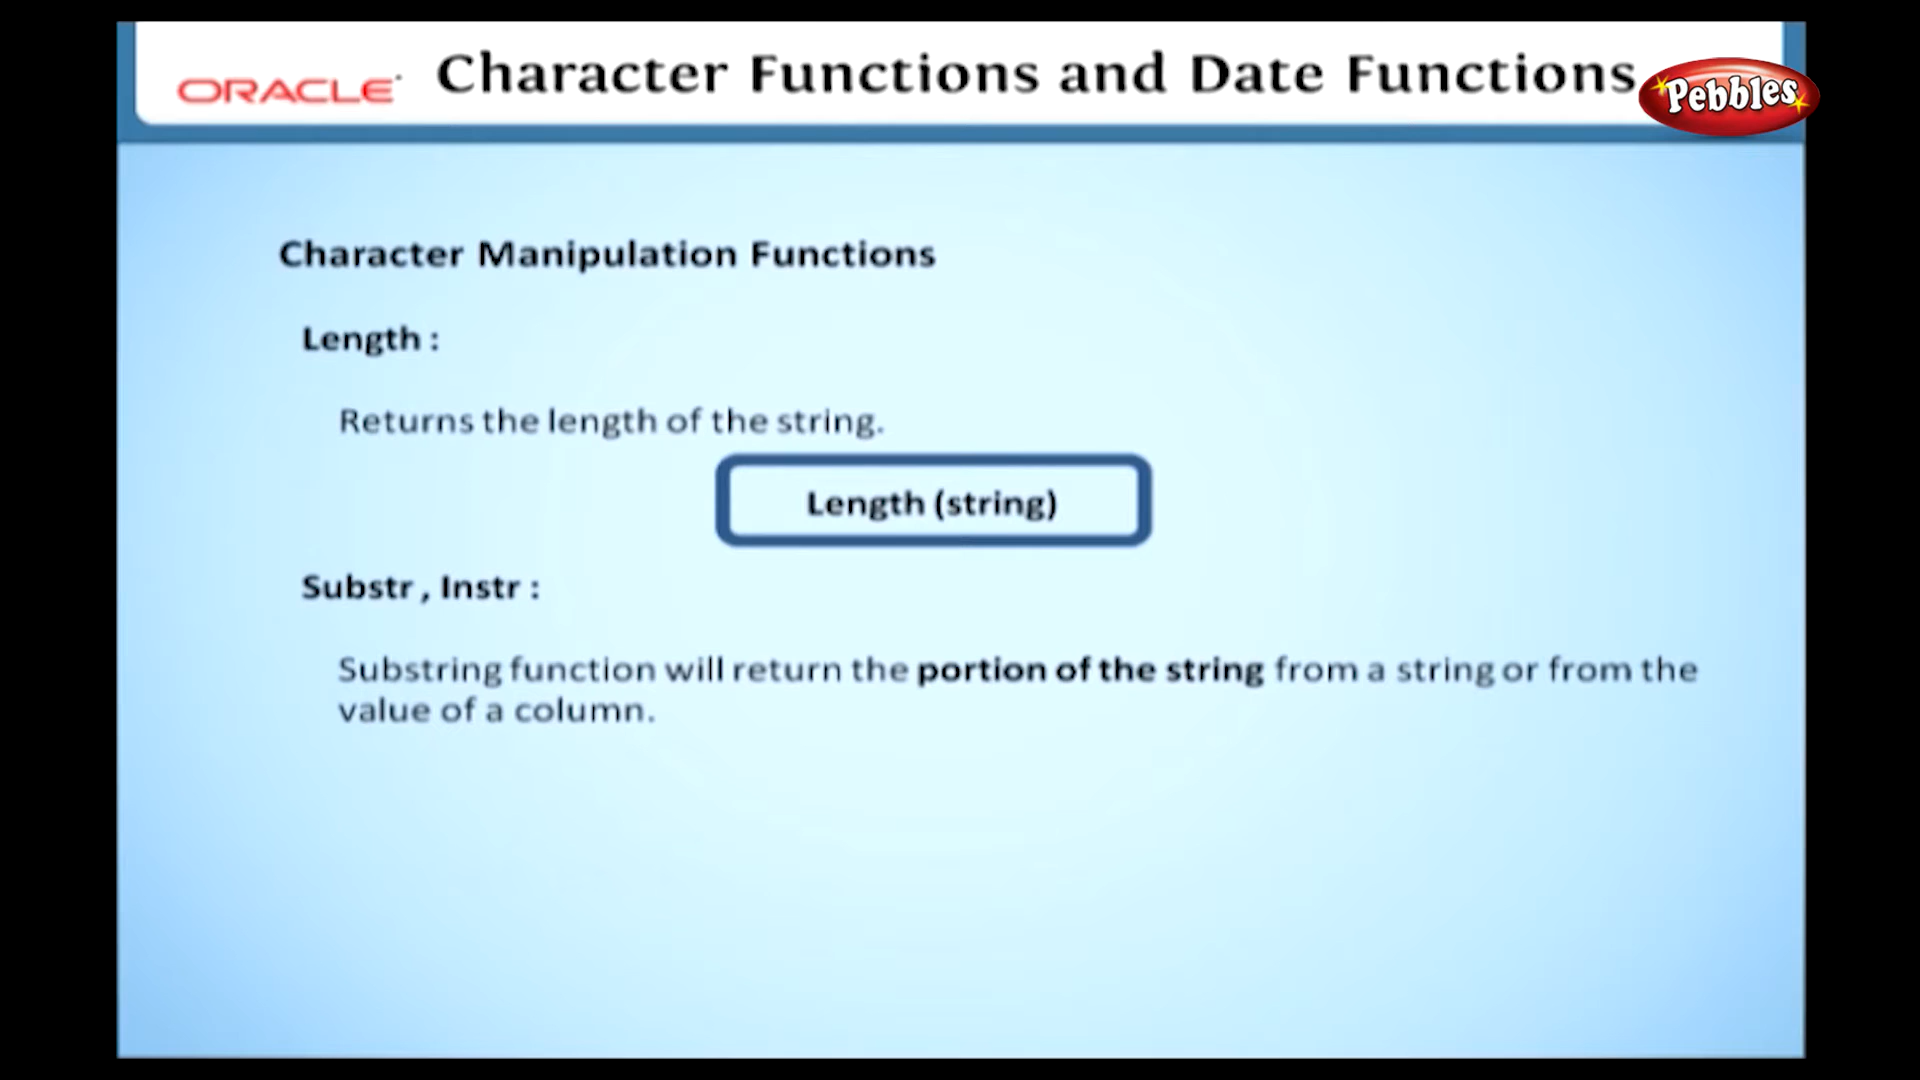 ORACLE
Character Functions and Date Functions
Pebbles
Character Manipulation Functions
Length :
Returns the length of the string.
Length (string)
Substr , Instr :
Substring function will return the portion of the string from a string or from the
value of a column.